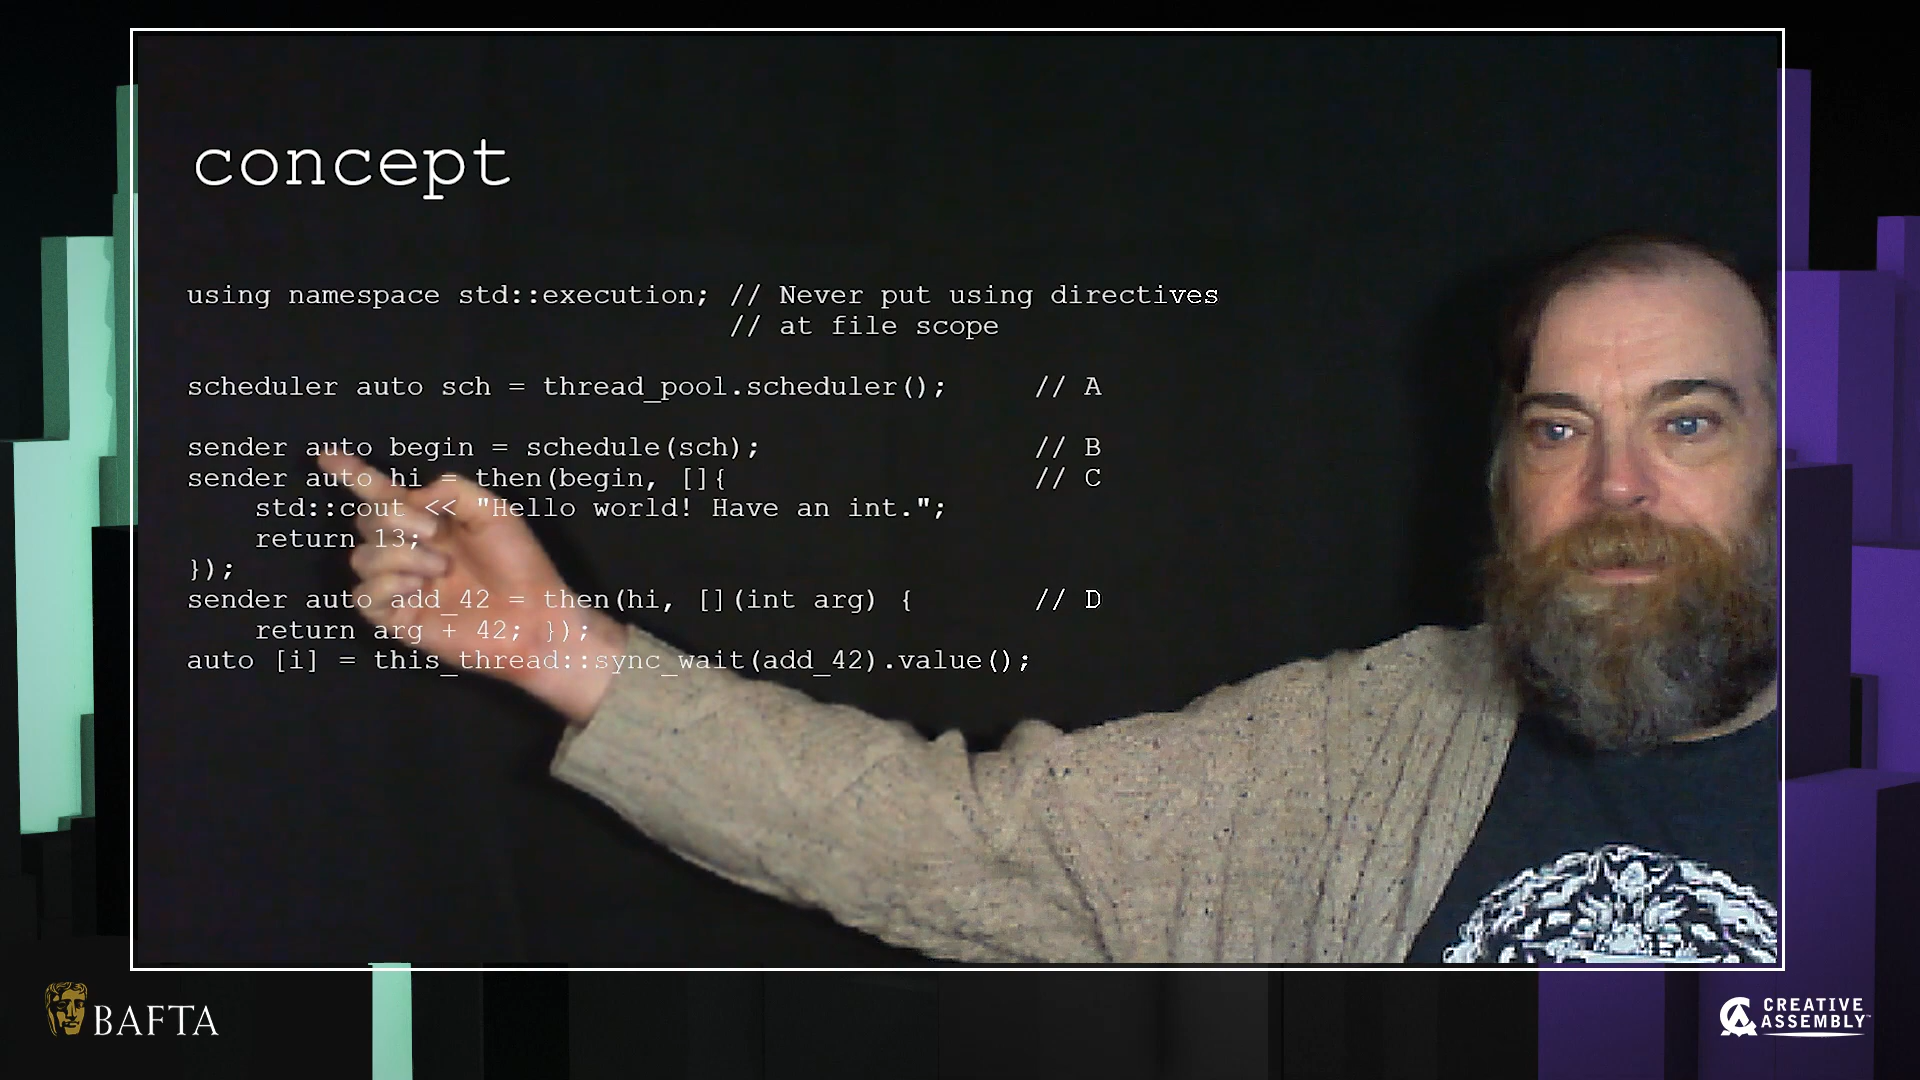 concept
using namespace std::execution; // Never put using directives
// at file scope
scheduler auto sch = thread_pool.scheduler(); // A
sender auto begin = schedule(sch); // B
sender auto hi = then(begin, []{ // C
std::cout << "Hello world! Have an int.";
return 13;
});
sender auto add_42 = then(hi, [](int arg) { // D
return arg + 42; });
auto [i] = this_thread::sync_wait(add_42).value();
BAFTA
CREATIVE
ASSEMBLY™